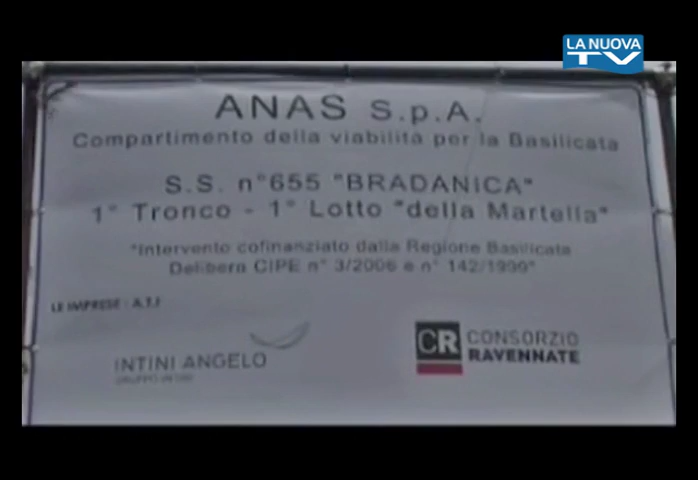 LA NUOVA
TV
ANAS S.p.A.
Compartimento della viabilità per la Basilicata
S.S. n°655 "BRADANICA"
1° Tronco - 1° Lotto "della Martella"
"Intervento cofinanziato dalla Regione Basilicata
Delibera CIPE n° 3/2006 e n° 142/1999"
LE IMPRESE : A.T.I
INTINI ANGELO
CR CONSORZIO
RAVENNATE